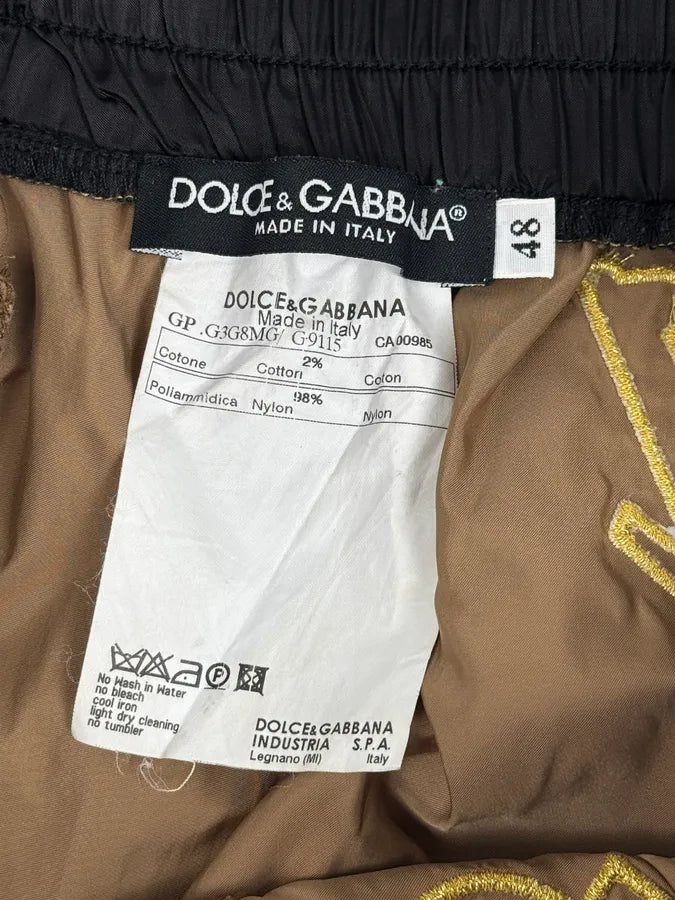 DOLCE & GABBANA®
MADE IN ITALY
48
DOLCE&GABBANA
Made in Italy
GP .G3G8MG/ G9115 CA 00985
Cotone Cotton 2% Coton
Poliammidica Nylon 98% Nylon
P
No Wash in Water
no bleach
cool iron
light dry cleaning
no tumbler
DOLCE&GABBANA
INDUSTRIA S.P.A.
Legnano (MI) Italy